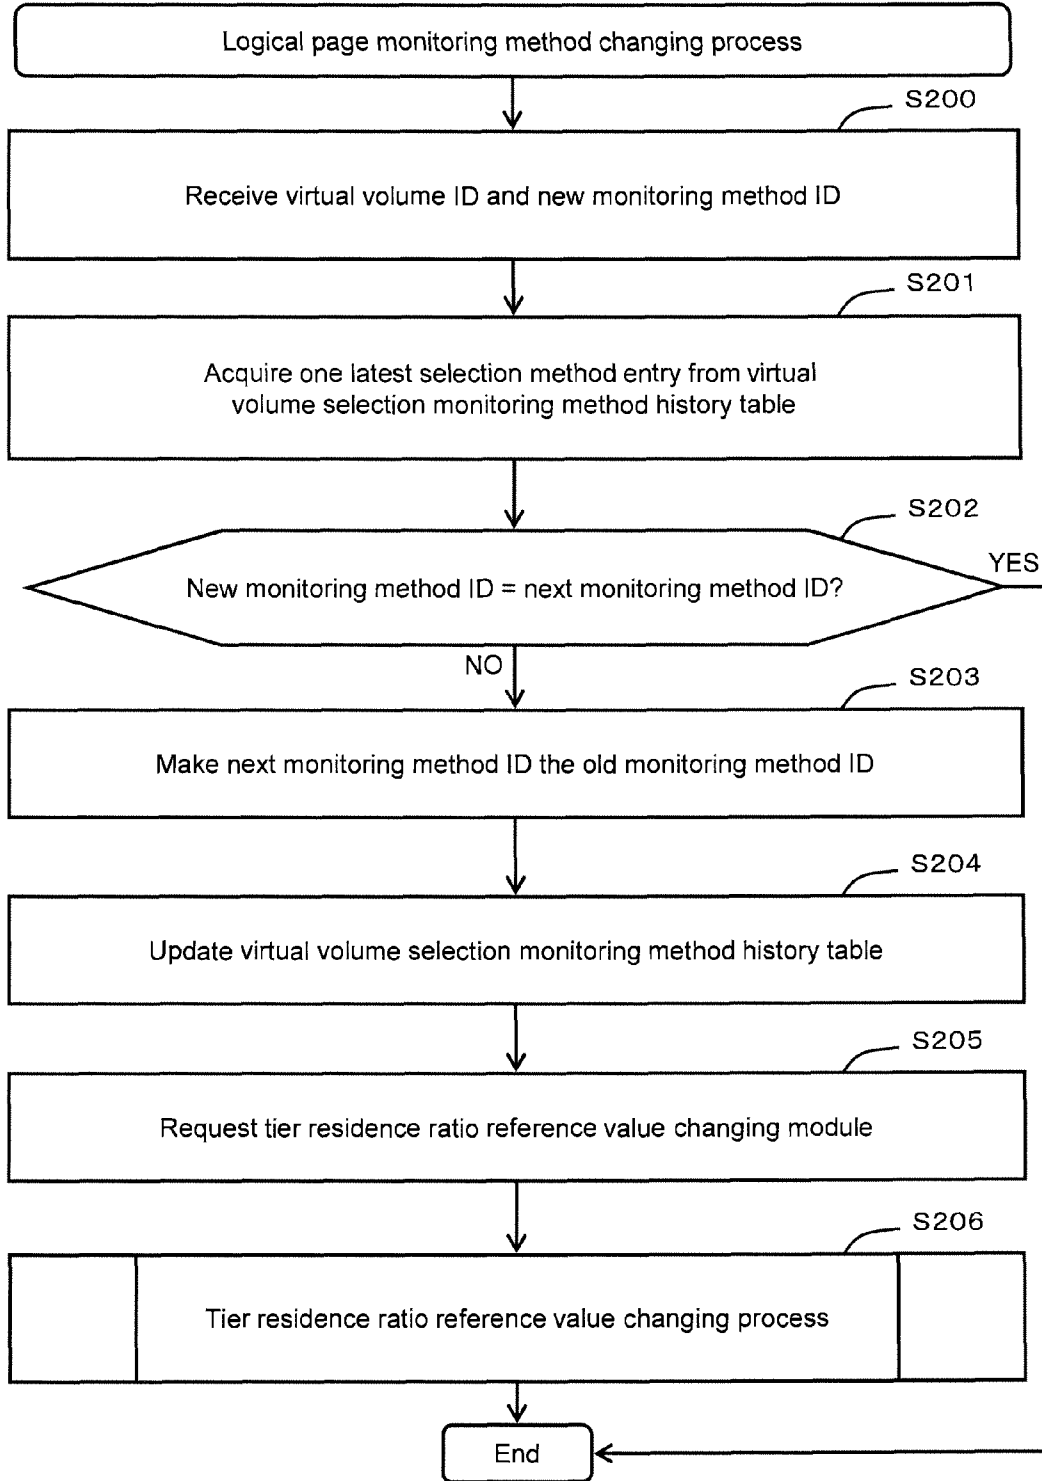 Logical page monitoring method changing process
S200
Receive virtual volume ID and new monitoring method ID
S201
Acquire one latest selection method entry from virtual
volume selection monitoring method history table
S202
New monitoring method ID = next monitoring method ID?
YES
NO
S203
Make next monitoring method ID the old monitoring method ID
S204
Update virtual volume selection monitoring method history table
S205
Request tier residence ratio reference value changing module
S206
Tier residence ratio reference value changing process
End